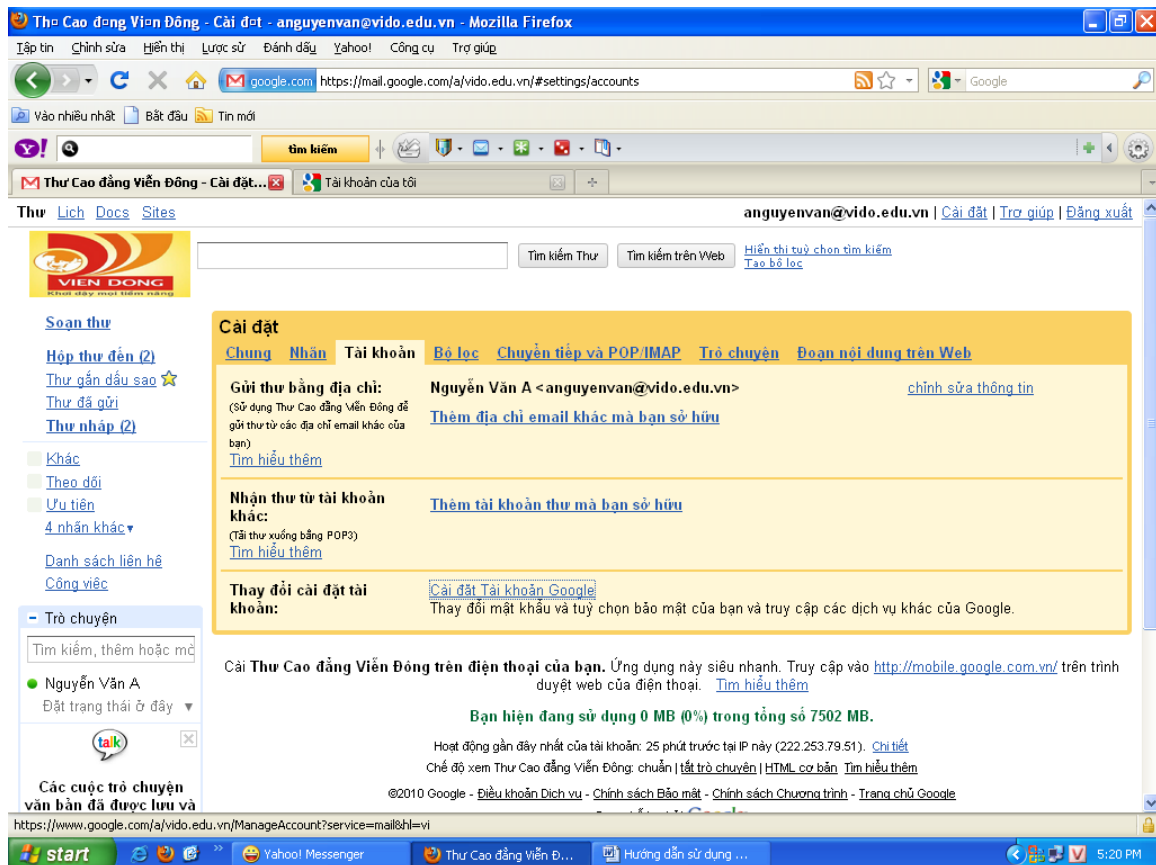 Th¤ Cao đ¤ng Vi¤n Đông - Cài đ¤t - anguyenvan@vido.edu.vn - Mozilla Firefox
Tập tin Chỉnh sửa Hiển thị Lược sử Đánh dấu Yahoo! Công cụ Trợ giúp
google.com https://mail.google.com/a/vido.edu.vn/#settings/accounts
Google
Vào nhiều nhất Bắt đầu Tin mới
Y! tìm kiếm
Thư Cao đẳng Viễn Đông - Cài đặt... Tài khoản của tôi
Thư Lịch Docs Sites
anguyenvan@vido.edu.vn | Cài đặt | Trợ giúp | Đăng xuất
VIEN DONG
Khơi dậy mọi tiềm năng
Tìm kiếm Thư Tìm kiếm trên Web
Hiển thị tuỳ chọn tìm kiếm
Tạo bộ lọc
Soạn thư
Hộp thư đến (2)
Thư gắn dấu sao
Thư đã gửi
Thư nháp (2)
Khác
Theo dõi
Ưu tiên
4 nhãn khác ▾
Danh sách liên hệ
Công việc
− Trò chuyện
Tìm kiếm, thêm hoặc mờ
Nguyễn Văn A
Đặt trạng thái ở đây ▼
talk
Các cuộc trò chuyện
văn bản đã được lưu và
Cài đặt
Chung Nhãn Tài khoản Bộ lọc Chuyển tiếp và POP/IMAP Trò chuyện Đoạn nội dung trên Web
Gửi thư bằng địa chỉ:
(Sử dụng Thư Cao đẳng Viễn Đông để
gửi thư từ các địa chỉ email khác của
bạn)
Tìm hiểu thêm
Nguyễn Văn A <anguyenvan@vido.edu.vn>
chỉnh sửa thông tin
Thêm địa chỉ email khác mà bạn sở hữu
Nhận thư từ tài khoản
khác:
(Tải thư xuống bằng POP3)
Tìm hiểu thêm
Thêm tài khoản thư mà bạn sở hữu
Thay đổi cài đặt tài
khoản:
Cài đặt Tài khoản Google
Thay đổi mật khẩu và tuỳ chọn bảo mật của bạn và truy cập các dịch vụ khác của Google.
Cài Thư Cao đẳng Viễn Đông trên điện thoại của bạn. Ứng dụng này siêu nhanh. Truy cập vào http://mobile.google.com.vn/ trên trình
duyệt web của điện thoại. Tìm hiểu thêm
Bạn hiện đang sử dụng 0 MB (0%) trong tổng số 7502 MB.
Hoạt động gần đây nhất của tài khoản: 25 phút trước tại IP này (222.253.79.51). Chi tiết
Chế độ xem Thư Cao đẳng Viễn Đông: chuẩn | tắt trò chuyện | HTML cơ bản Tìm hiểu thêm
©2010 Google - Điều khoản Dịch vụ - Chính sách Bảo mật - Chính sách Chương trình - Trang chủ Google
https://www.google.com/a/vido.edu.vn/ManageAccount?service=mail&hl=vi
start Yahoo! Messenger Thư Cao đẳng Viễn Đ... Hướng dẫn sử dụng ... V 5:20 PM